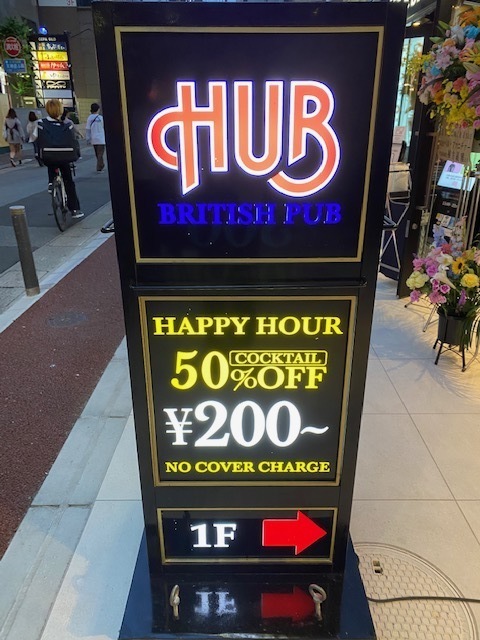 HUB
BRITISH PUB
HAPPY HOUR
50%OFF COCKTAIL
¥200~
NO COVER CHARGE
1F